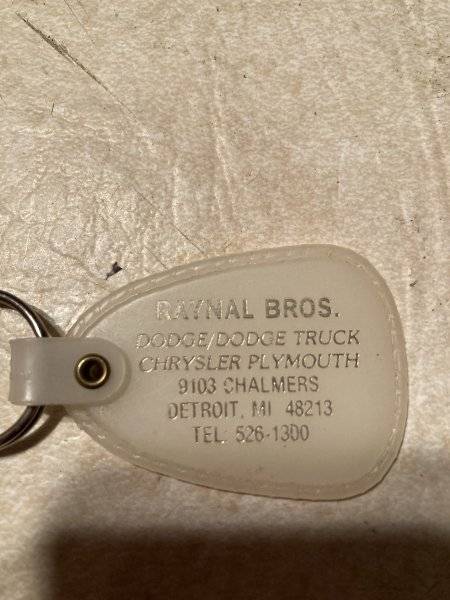 RAYNAL BROS.
DODGE/DODGE TRUCK
CHRYSLER PLYMOUTH
9103 CHALMERS
DETROIT, MI 48213
TEL. 526-1300